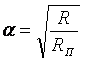 α = √(R / R_П)